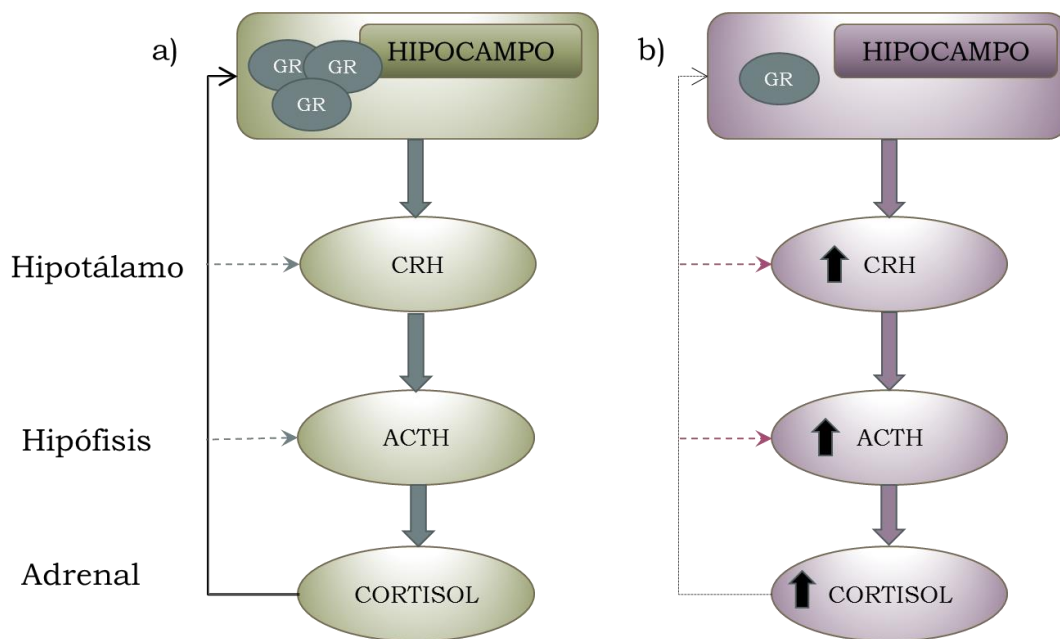 a)
HIPOCAMPO
GR
GR
GR
b)
HIPOCAMPO
GR
Hipotálamo
CRH
CRH
Hipófisis
ACTH
ACTH
Adrenal
CORTISOL
CORTISOL